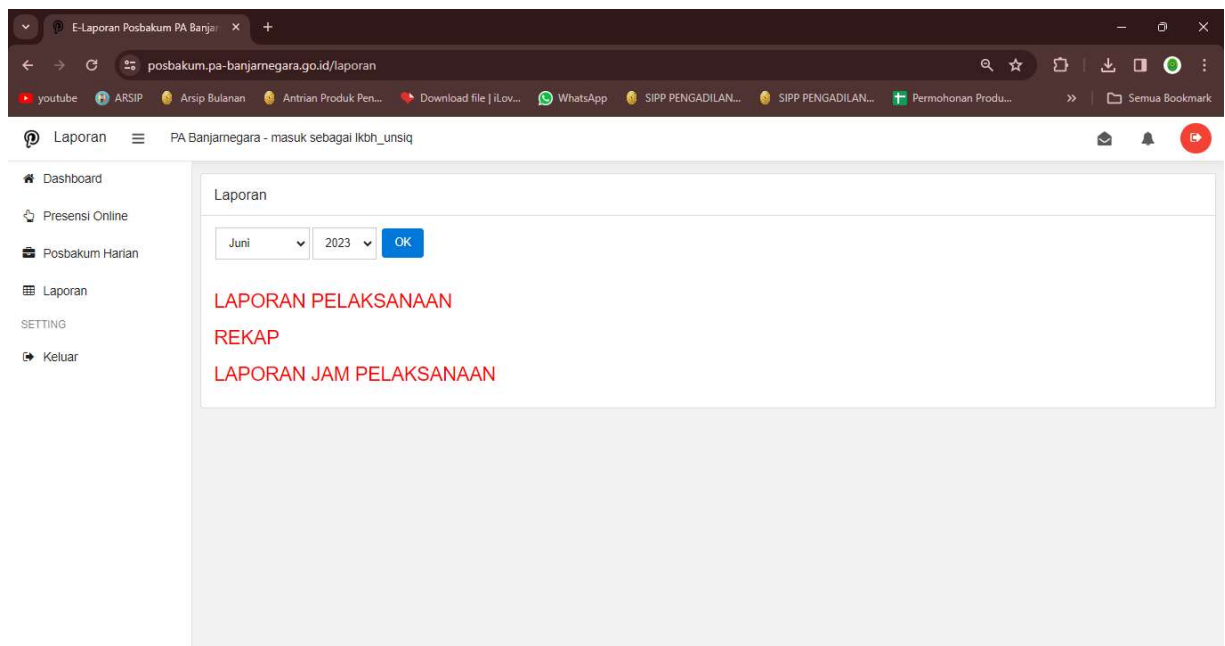 E-Laporan Posbakum PA Banjar
posbakum.pa-banjarnegara.go.id/laporan
youtube ARSIP Arsip Bulanan Antrian Produk Pen... Download file | iLov... WhatsApp SIPP PENGADILAN... SIPP PENGADILAN... Permohonan Produ... » Semua Bookmark
Laporan PA Banjarnegara - masuk sebagai lkbh_unsiq
Dashboard
Presensi Online
Posbakum Harian
Laporan
SETTING
Keluar
Laporan
Juni 2023 OK
LAPORAN PELAKSANAAN
REKAP
LAPORAN JAM PELAKSANAAN